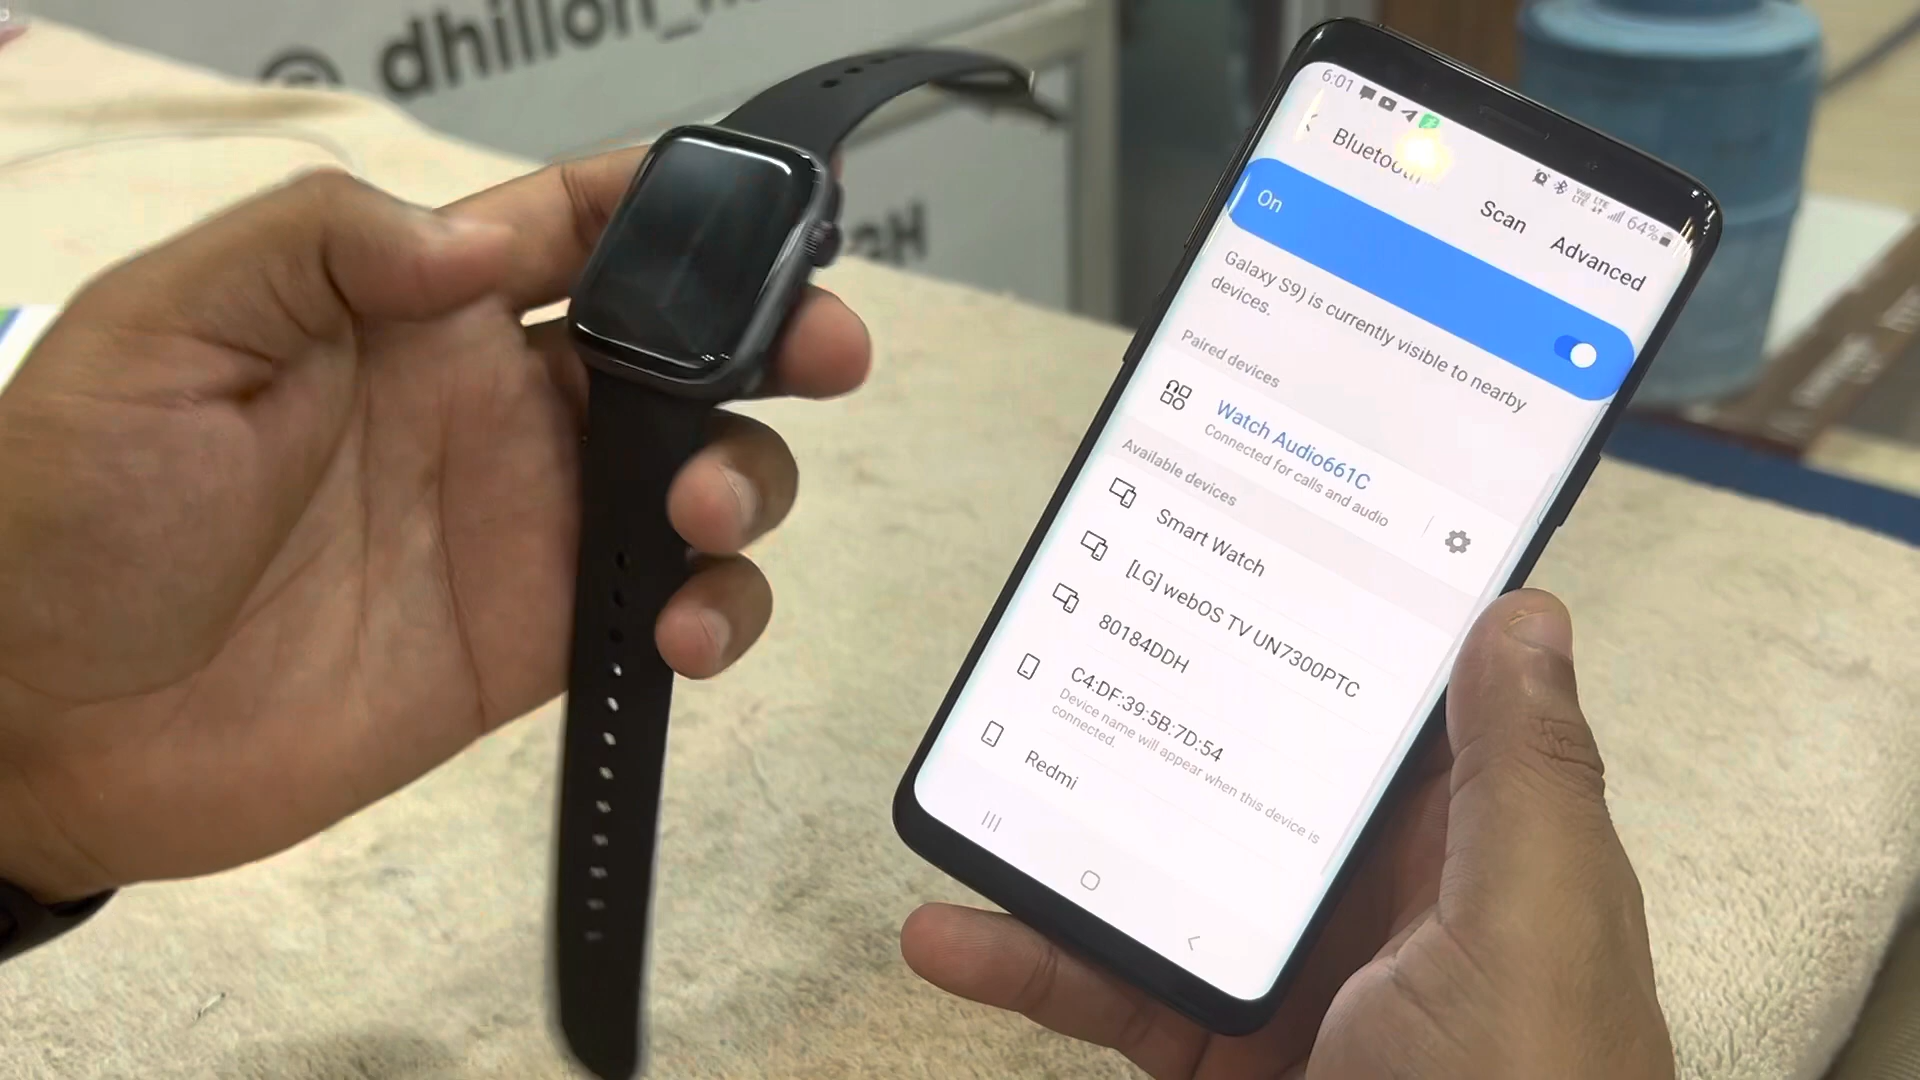 dhillon_
6:01
64%
Bluetooth
Scan
Advanced
On
Galaxy S9) is currently visible to nearby
devices.
Paired devices
Watch Audio661C
Connected for calls and audio
Available devices
Smart Watch
[LG] webOS TV UN7300PTC
80184DDH
C4:DF:39:5B:7D:54
Device name will appear when this device is
connected.
Redmi